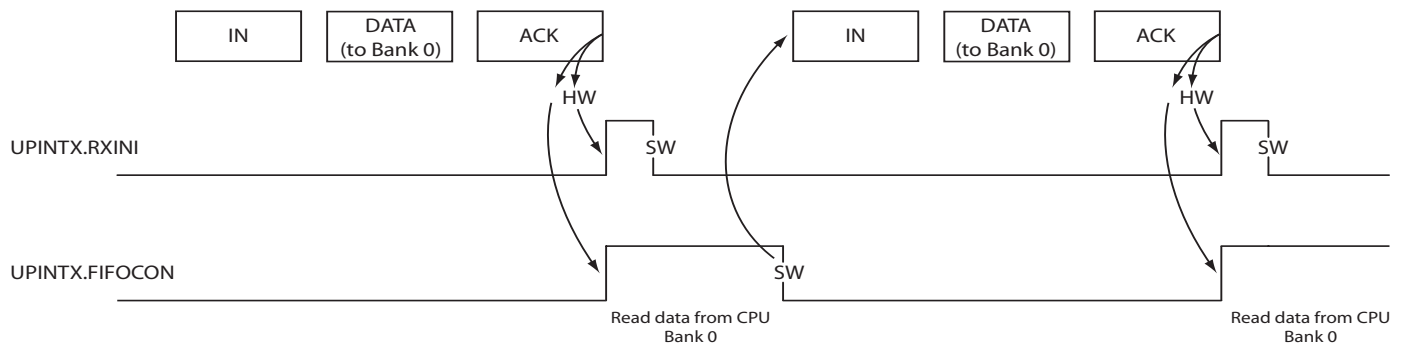 IN
DATA
(to Bank 0)
ACK
IN
DATA
(to Bank 0)
ACK
HW
HW
UPINTX.RXINI
SW
SW
UPINTX.FIFOCON
SW
Read data from CPU
Bank 0
Read data from CPU
Bank 0